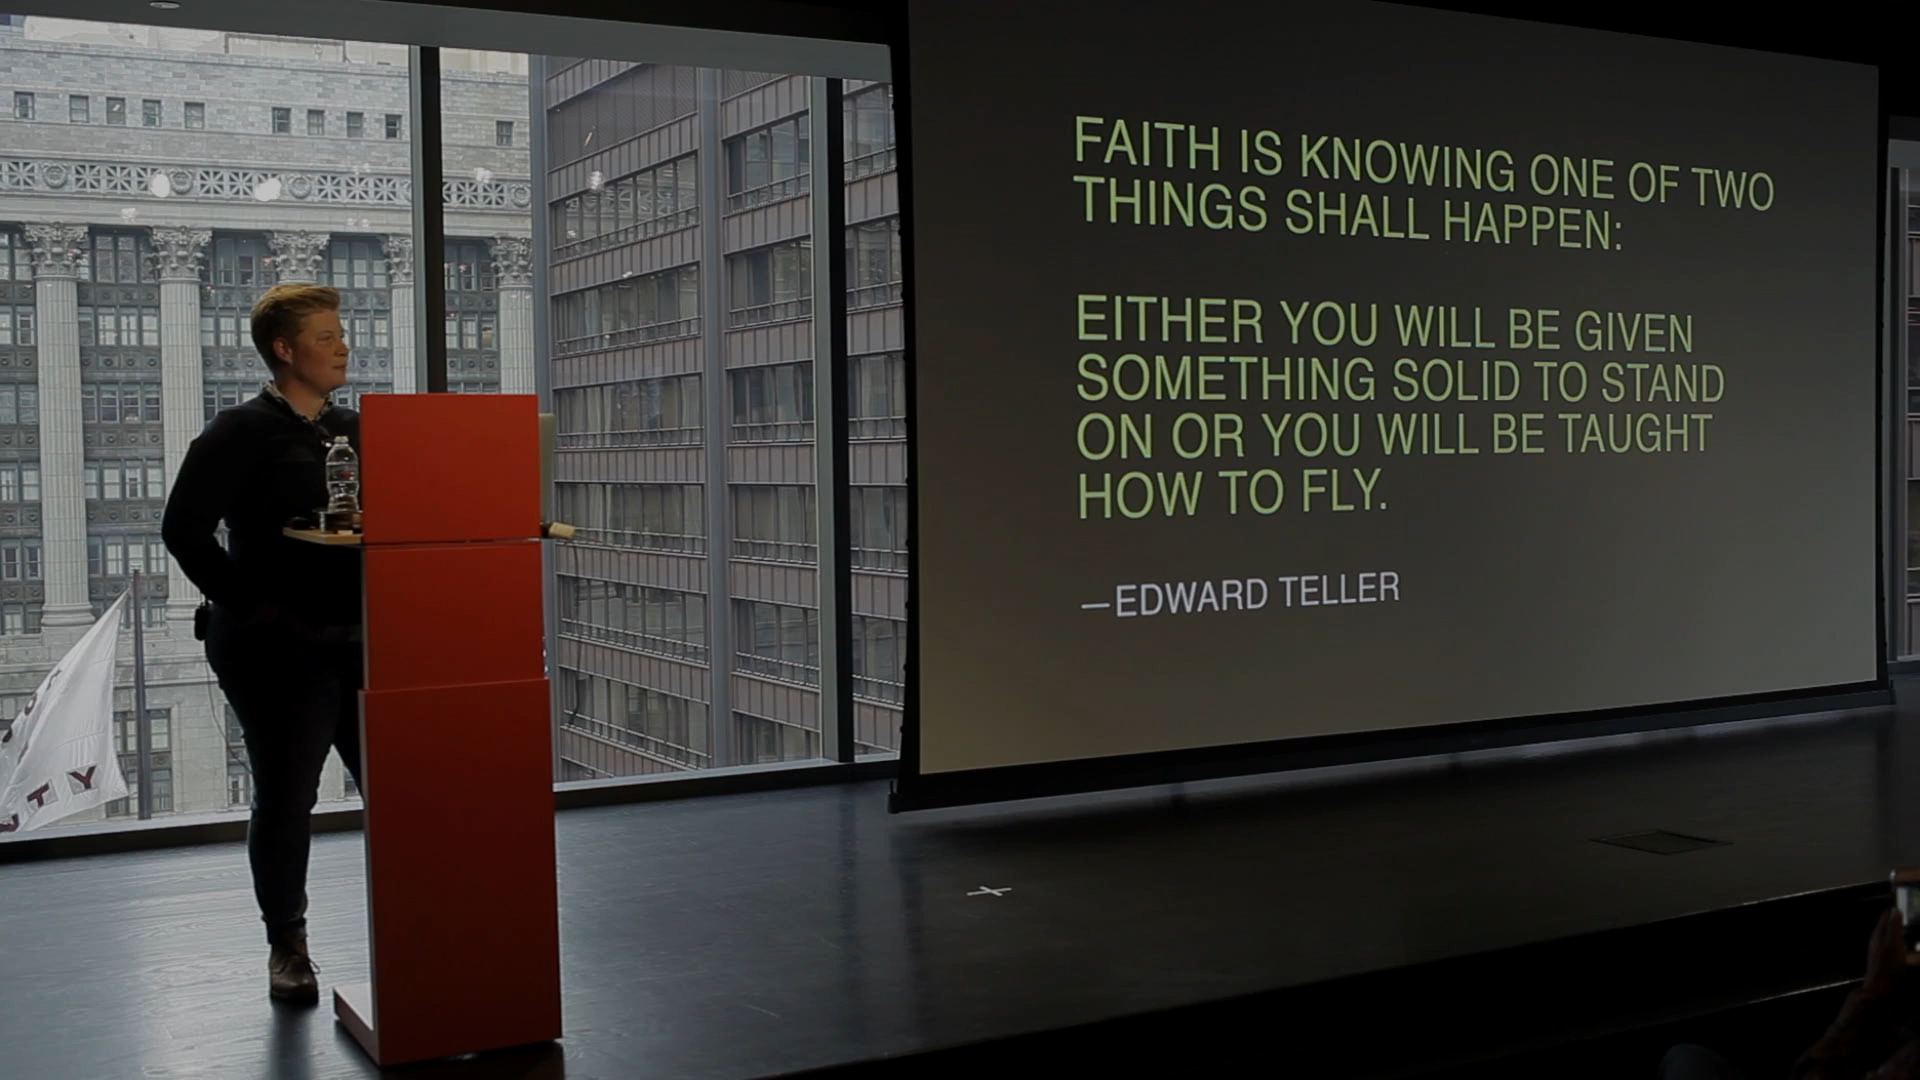 FAITH IS KNOWING ONE OF TWO
THINGS SHALL HAPPEN:
EITHER YOU WILL BE GIVEN
SOMETHING SOLID TO STAND
ON OR YOU WILL BE TAUGHT
HOW TO FLY.
—EDWARD TELLER